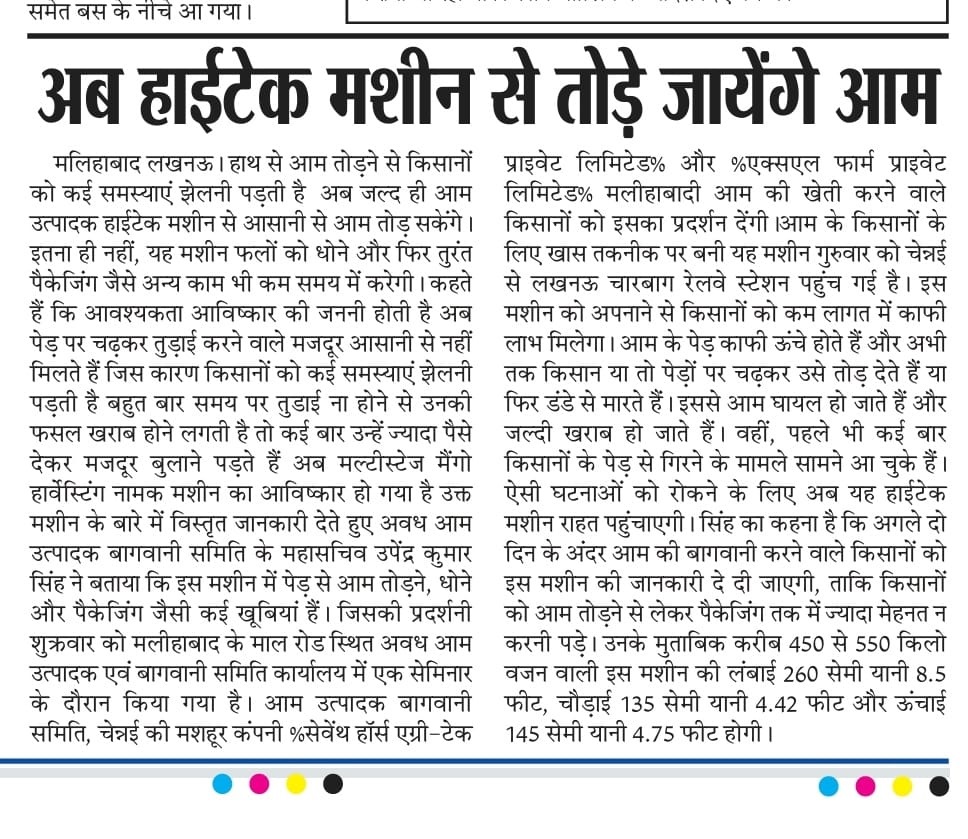 समेत बस के नीचे आ गया।
अब हाईटेक मशीन से तोड़े जायेंगे आम
मलिहाबाद लखनऊ। हाथ से आम तोड़ने से किसानों
को कई समस्याएं झेलनी पड़ती है अब जल्द ही आम
उत्पादक हाईटेक मशीन से आसानी से आम तोड़ सकेंगे।
इतना ही नहीं, यह मशीन फलों को धोने और फिर तुरंत
पैकेजिंग जैसे अन्य काम भी कम समय में करेगी। कहते
हैं कि आवश्यकता आविष्कार की जननी होती है अब
पेड़ पर चढ़कर तुड़ाई करने वाले मजदूर आसानी से नहीं
मिलते हैं जिस कारण किसानों को कई समस्याएं झेलनी
पड़ती है बहुत बार समय पर तुडाई ना होने से उनकी
फसल खराब होने लगती है तो कई बार उन्हें ज्यादा पैसे
देकर मजदूर बुलाने पड़ते हैं अब मल्टीस्टेज मैंगो
हार्वेस्टिंग नामक मशीन का आविष्कार हो गया है उक्त
मशीन के बारे में विस्तृत जानकारी देते हुए अवध आम
उत्पादक बागवानी समिति के महासचिव उपेंद्र कुमार
सिंह ने बताया कि इस मशीन में पेड़ से आम तोड़ने, धोने
और पैकेजिंग जैसी कई खूबियां हैं। जिसकी प्रदर्शनी
शुक्रवार को मलीहाबाद के माल रोड स्थित अवध आम
उत्पादक एवं बागवानी समिति कार्यालय में एक सेमिनार
के दौरान किया गया है। आम उत्पादक बागवानी
समिति, चेन्नई की मशहूर कंपनी %सेवेंथ हॉर्स एग्री-टेक
प्राइवेट लिमिटेड% और %एक्सएल फार्म प्राइवेट
लिमिटेड% मलीहाबादी आम की खेती करने वाले
किसानों को इसका प्रदर्शन देंगी।आम के किसानों के
लिए खास तकनीक पर बनी यह मशीन गुरुवार को चेन्नई
से लखनऊ चारबाग रेलवे स्टेशन पहुंच गई है। इस
मशीन को अपनाने से किसानों को कम लागत में काफी
लाभ मिलेगा। आम के पेड़ काफी ऊंचे होते हैं और अभी
तक किसान या तो पेड़ों पर चढ़कर उसे तोड़ देते हैं या
फिर डंडे से मारते हैं। इससे आम घायल हो जाते हैं और
जल्दी खराब हो जाते हैं। वहीं, पहले भी कई बार
किसानों के पेड़ से गिरने के मामले सामने आ चुके हैं।
ऐसी घटनाओं को रोकने के लिए अब यह हाईटेक
मशीन राहत पहुंचाएगी। सिंह का कहना है कि अगले दो
दिन के अंदर आम की बागवानी करने वाले किसानों को
इस मशीन की जानकारी दे दी जाएगी, ताकि किसानों
को आम तोड़ने से लेकर पैकेजिंग तक में ज्यादा मेहनत न
करनी पड़े। उनके मुताबिक करीब 450 से 550 किलो
वजन वाली इस मशीन की लंबाई 260 सेमी यानी 8.5
फीट, चौड़ाई 135 सेमी यानी 4.42 फीट और ऊंचाई
145 सेमी यानी 4.75 फीट होगी।